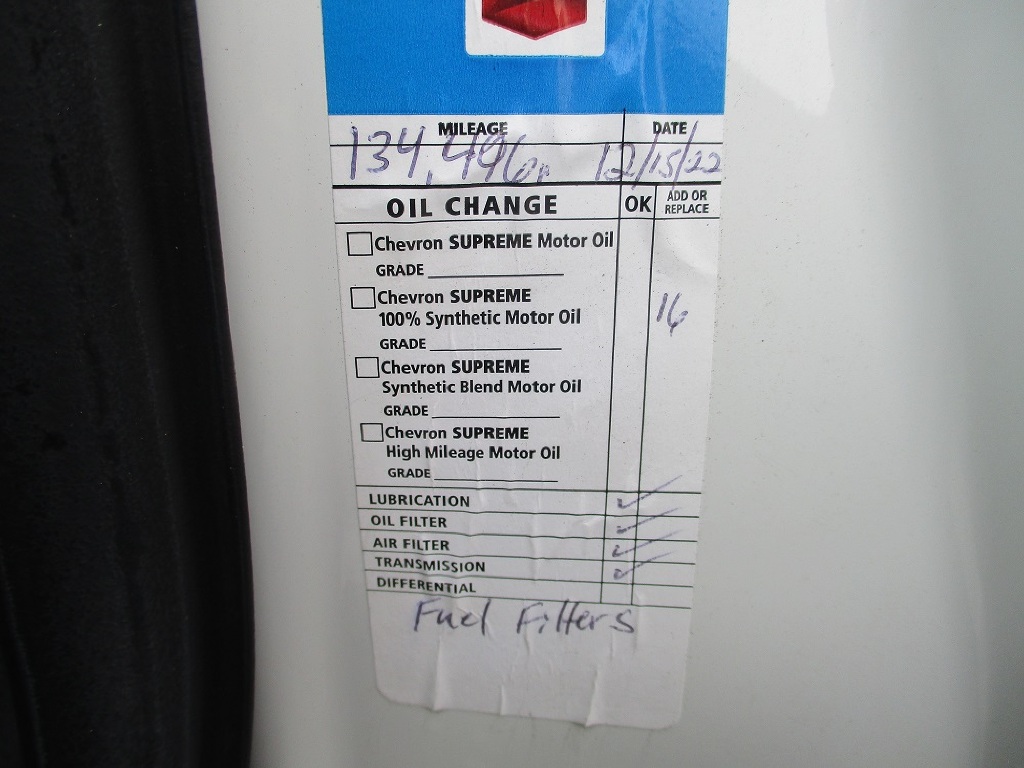 MILEAGE DATE
134,496 12/15/22
OIL CHANGE OK ADD OR REPLACE
Chevron SUPREME Motor Oil
GRADE
Chevron SUPREME
100% Synthetic Motor Oil 16
GRADE
Chevron SUPREME
Synthetic Blend Motor Oil
GRADE
Chevron SUPREME
High Mileage Motor Oil
GRADE
LUBRICATION ✓
OIL FILTER ✓
AIR FILTER ✓
TRANSMISSION ✓
DIFFERENTIAL
Fuel Filters